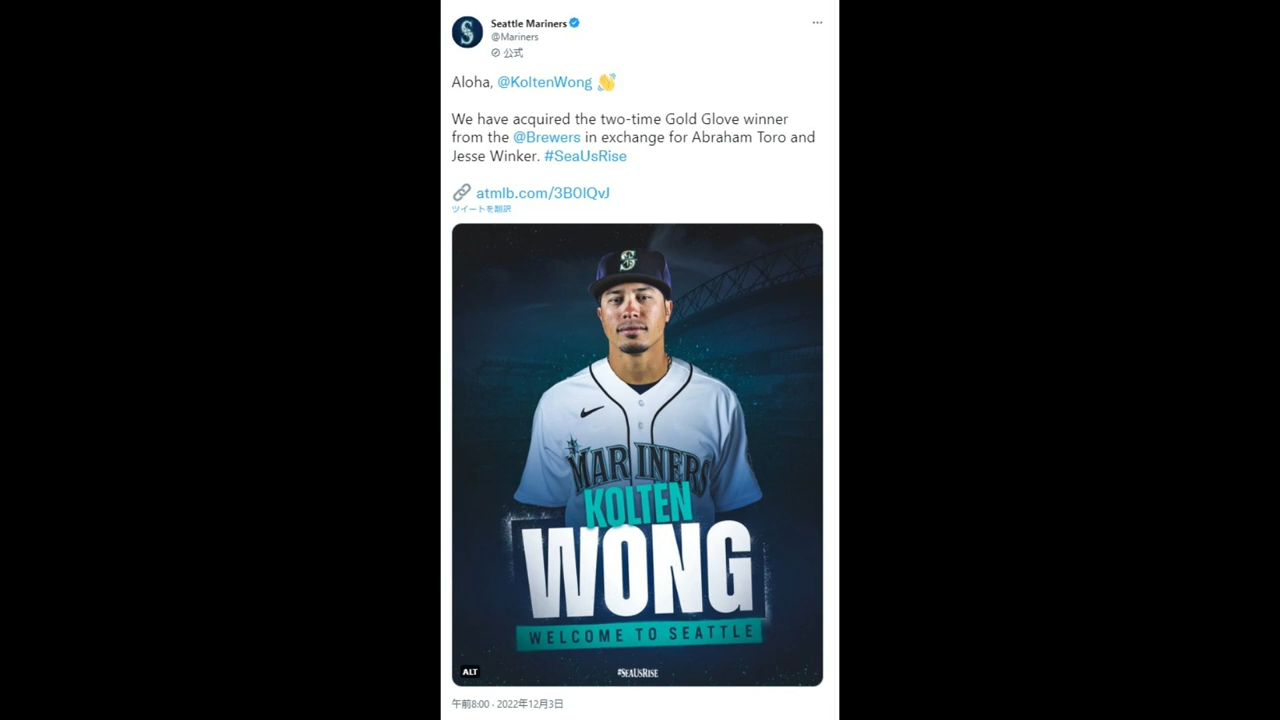 Seattle Mariners
@Mariners
公式
Aloha, @KoltenWong 👋
We have acquired the two-time Gold Glove winner
from the @Brewers in exchange for Abraham Toro and
Jesse Winker. #SeaUsRise
🔗 atmlb.com/3B0lQvJ
ツイートを翻訳
S
MARINERS
KOLTEN
WONG
WELCOME TO SEATTLE
ALT
#SEAUSRISE
午前8:00 · 2022年12月3日